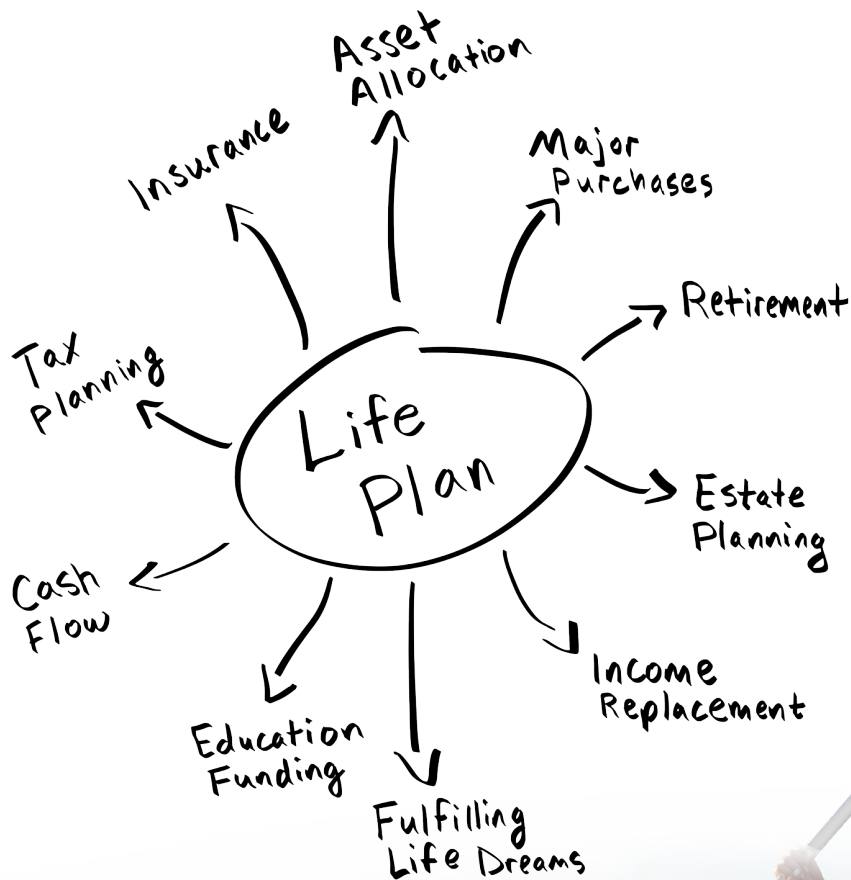 Asset
Allocation
Insurance
Major
Purchases
Retirement
Tax
Planning
Life
Plan
Estate
Planning
Cash
Flow
Income
Replacement
Education
Funding
Fulfilling
Life Dreams